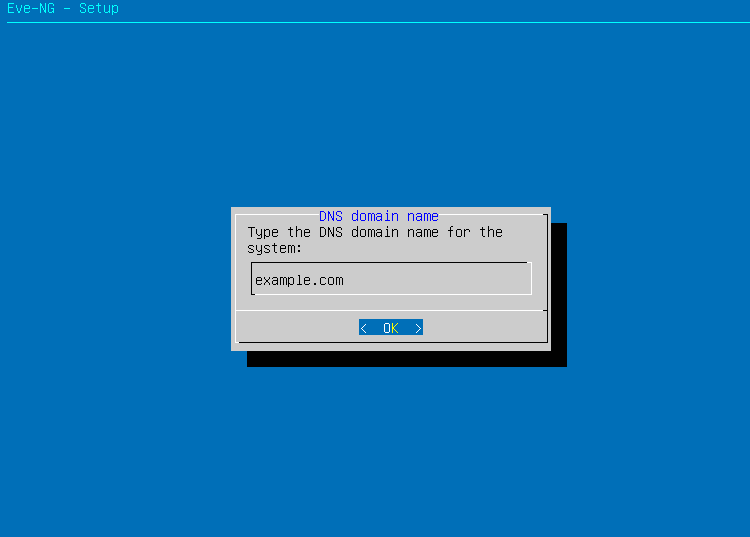 Eve-NG - Setup
DNS domain name
Type the DNS domain name for the
system:
example.com
< OK >